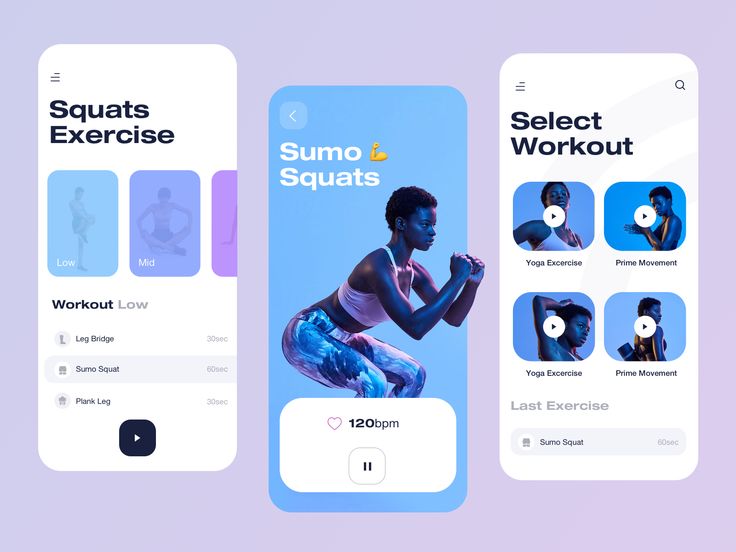 Squats
Exercise
Low
Mid
Workout Low
Leg Bridge 30sec
Sumo Squat 60sec
Plank Leg 30sec
Sumo 💪
Squats
120bpm
Select
Workout
Yoga Excercise
Prime Movement
Yoga Excercise
Prime Movement
Last Exercise
Sumo Squat 60sec